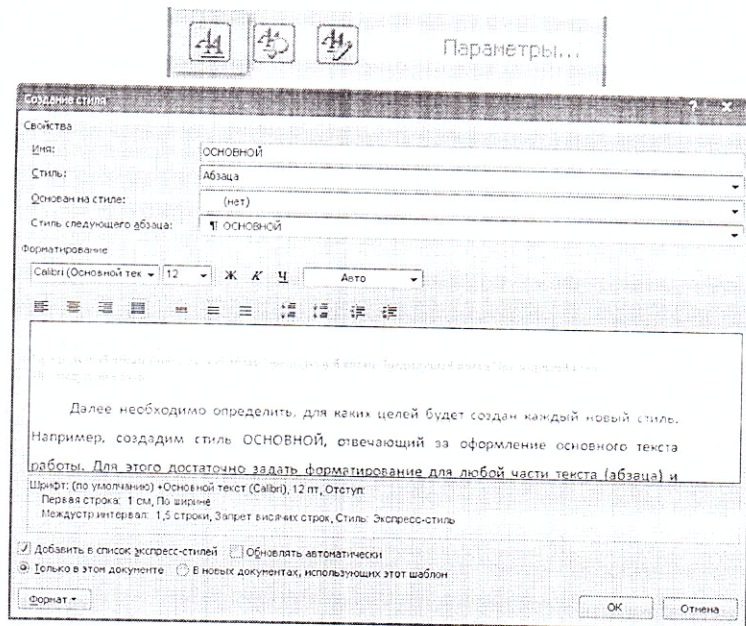 Параметры...
Создание стиля
Свойства
Имя: ОСНОВНОЙ
Стиль: Абзаца
Основан на стиле: (нет)
Стиль следующего абзаца: ¶ ОСНОВНОЙ
Форматирование
Calibri (Основной тек 12 Ж К Ч Авто
Далее необходимо определить, для каких целей будет создан каждый новый стиль.
Например, создадим стиль ОСНОВНОЙ, отвечающий за оформление основного текста
работы. Для этого достаточно задать форматирование для любой части текста (абзаца) и
Шрифт: (по умолчанию) +Основной текст (Calibri), 12 пт, Отступ:
Первая строка: 1 см, По ширине
Междустр.интервал: 1,5 строки, Запрет висячих строк, Стиль: Экспресс-стиль
Добавить в список экспресс-стилей Обновлять автоматически
Только в этом документе В новых документах, использующих этот шаблон
Формат ОК Отмена